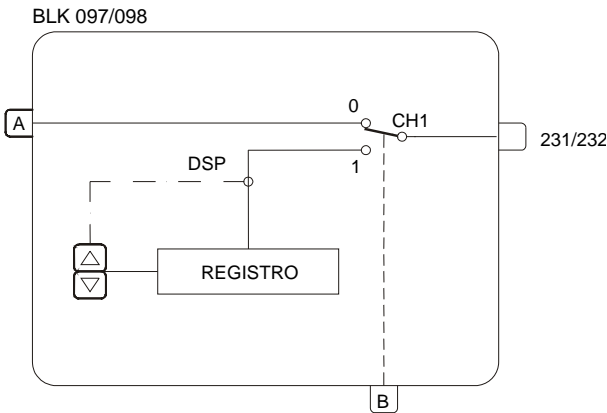 BLK 097/098
0
CH1
A
231/232
DSP
1
REGISTRO
B